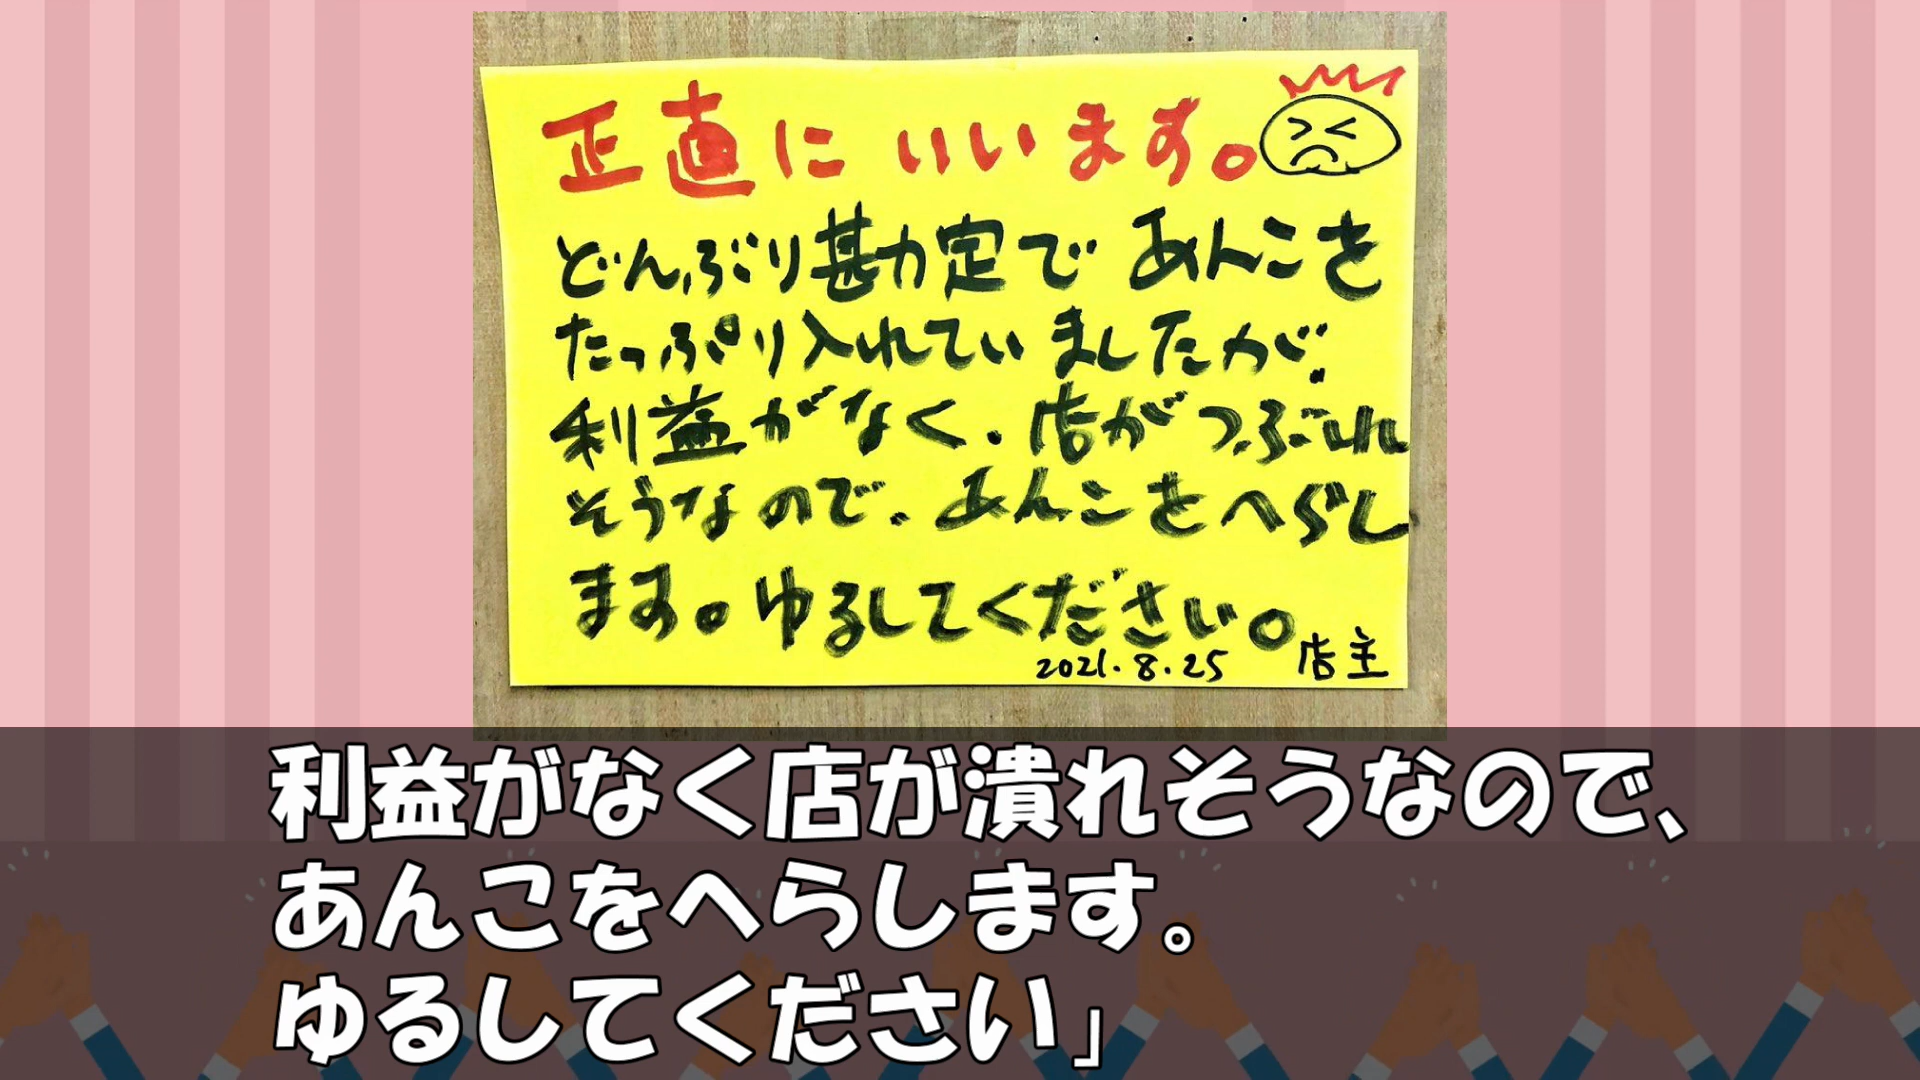 正直にいいます。
どんぶり勘定であんこを
たっぷり入れていましたが、
利益がなく、店がつぶれ
そうなので、あんこをへらし
ます。ゆるしてください。
2021.8.25 店主
利益がなく店が潰れそうなので、
あんこをへらします。
ゆるしてください」